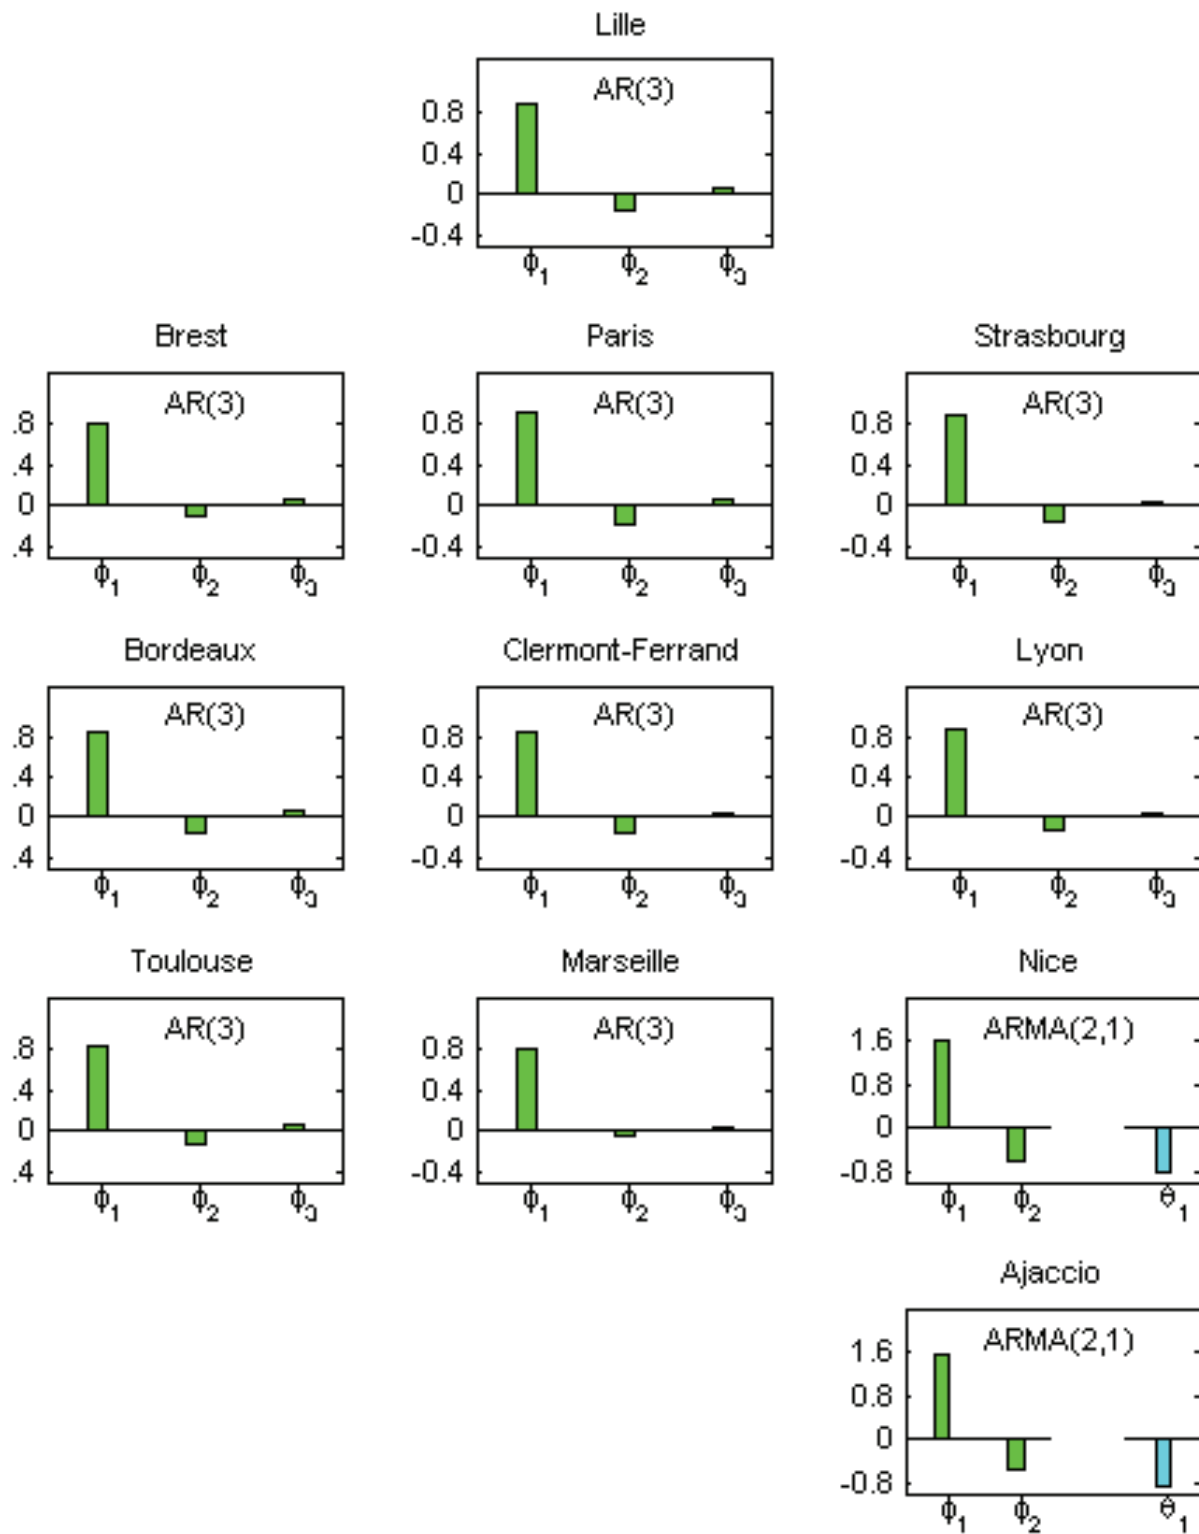 Lille
AR(3)
0.8
0.4
0
-0.4
ϕ1 ϕ2 ϕ3
Brest Paris Strasbourg
AR(3) AR(3) AR(3)
.8 0.8 0.8
.4 0.4 0.4
0 0 0
.4 -0.4 -0.4
ϕ1 ϕ2 ϕ3 ϕ1 ϕ2 ϕ3 ϕ1 ϕ2 ϕ3
Bordeaux Clermont-Ferrand Lyon
AR(3) AR(3) AR(3)
.8 0.8 0.8
.4 0.4 0.4
0 0 0
.4 -0.4 -0.4
ϕ1 ϕ2 ϕ3 ϕ1 ϕ2 ϕ3 ϕ1 ϕ2 ϕ3
Toulouse Marseille Nice
AR(3) AR(3) ARMA(2,1)
.8 0.8 1.6
.4 0.4 0.8
0 0 0
.4 -0.4 -0.8
ϕ1 ϕ2 ϕ3 ϕ1 ϕ2 ϕ3 ϕ1 ϕ2 θ1
Ajaccio
ARMA(2,1)
1.6
0.8
0
-0.8
ϕ1 ϕ2 θ1